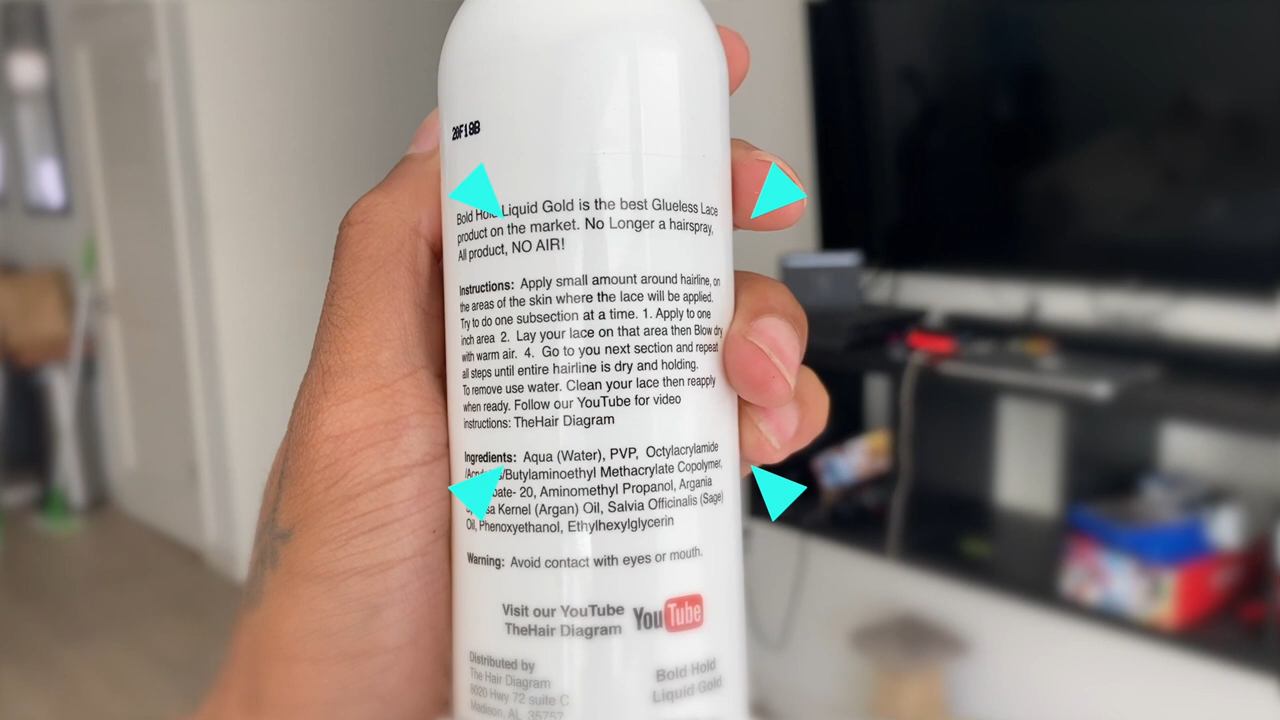 20F18B
Bold Hold Liquid Gold is the best Glueless Lace
product on the market. No Longer a hairspray,
All product, NO AIR!
Instructions: Apply small amount around hairline, on
the areas of the skin where the lace will be applied.
Try to do one subsection at a time. 1. Apply to one
inch area 2. Lay your lace on that area then Blow dry
with warm air. 4. Go to you next section and repeat
all steps until entire hairline is dry and holding.
To remove use water. Clean your lace then reapply
when ready. Follow our YouTube for video
instructions: TheHair Diagram
Ingredients: Aqua (Water), PVP, Octylacrylamide
/Butylaminoethyl Methacrylate Copolymer,
20, Aminomethyl Propanol, Argania
Kernel (Argan) Oil, Salvia Officinalis (Sage)
Oil, Phenoxyethanol, Ethylhexylglycerin
Warning: Avoid contact with eyes or mouth.
Visit our YouTube
TheHair Diagram
YouTube
Distributed by
The Hair Diagram
8020 Hwy 72 suite C
Madison, AL 35757
Bold Hold
Liquid Gold